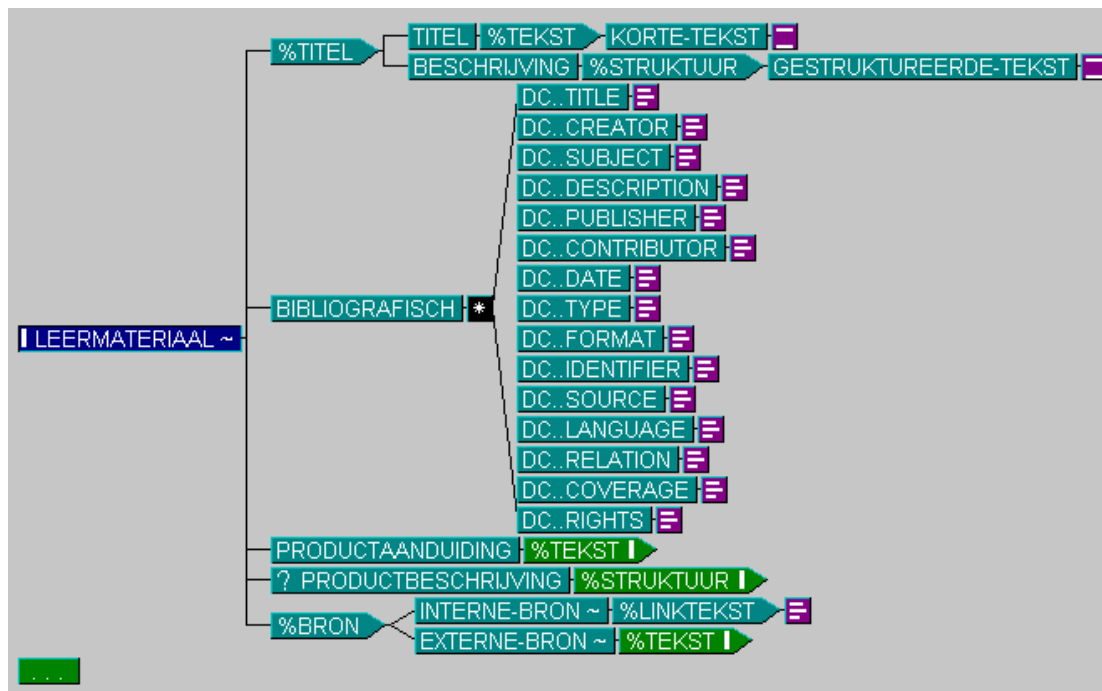 %TITEL
TITEL %TEKST KORTE-TEKST
BESCHRIJVING %STRUKTUUR GESTRUKTUREERDE-TEKST
DC..TITLE
DC..CREATOR
DC..SUBJECT
DC..DESCRIPTION
DC..PUBLISHER
DC..CONTRIBUTOR
DC..DATE
BIBLIOGRAFISCH * DC..TYPE
LEERMATERIAAL ~ DC..FORMAT
DC..IDENTIFIER
DC..SOURCE
DC..LANGUAGE
DC..RELATION
DC..COVERAGE
DC..RIGHTS
PRODUCTAANDUIDING %TEKST
? PRODUCTBESCHRIJVING %STRUKTUUR
%BRON
INTERNE-BRON ~ %LINKTEKST
EXTERNE-BRON ~ %TEKST
. . .